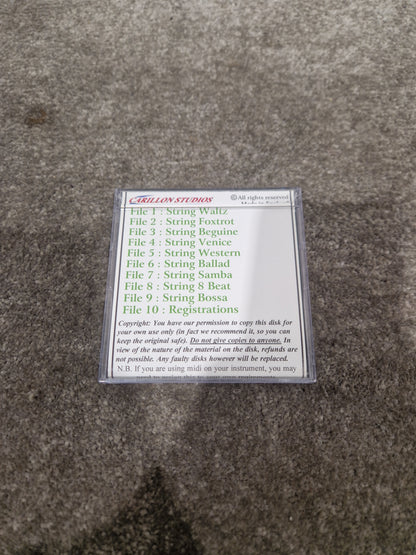 CARILLON STUDIOS
© All rights reserved
File 1 : String Waltz
File 2 : String Foxtrot
File 3 : String Beguine
File 4 : String Venice
File 5 : String Western
File 6 : String Ballad
File 7 : String Samba
File 8 : String 8 Beat
File 9 : String Bossa
File 10 : Registrations
Copyright: You have our permission to copy this disk for
your own use only (in fact we recommend it, so you can
keep the original safe). Do not give copies to anyone. In
view of the nature of the material on the disk, refunds are
not possible. Any faulty disks however will be replaced.
N.B. If you are using midi on your instrument, you may